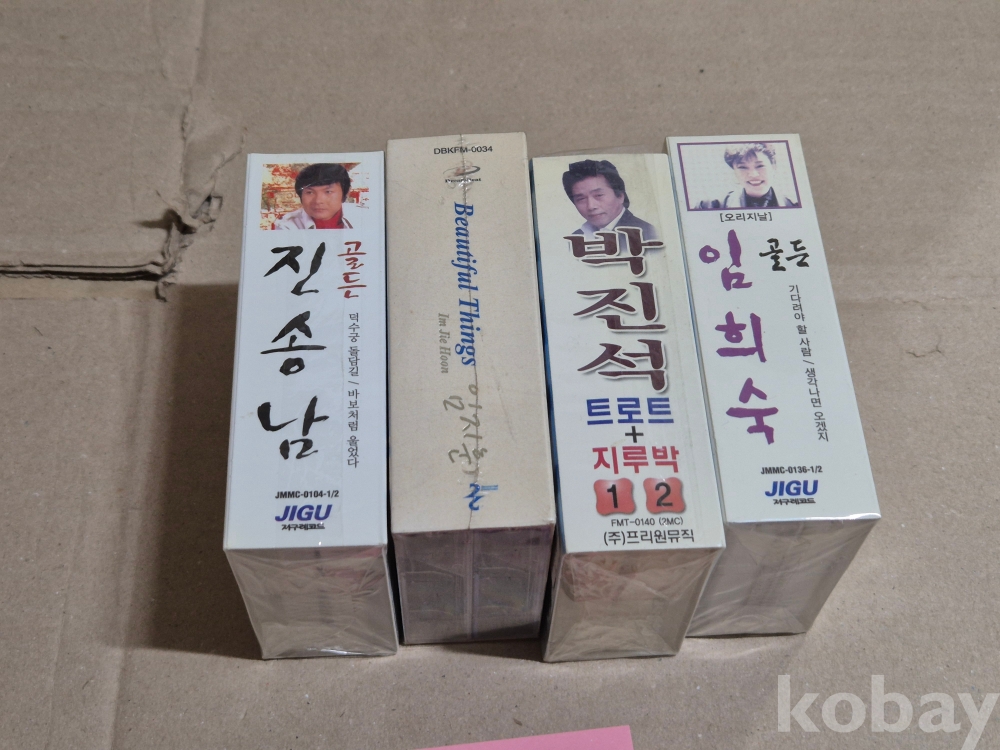 골든
진송남
덕수궁 돌담길 / 바보처럼 울었다
JMMC-0104-1/2
JIGU
지구레코드
DBKFM-0034
Beautiful Things
Im Jie Hoon
임지훈
박진석
트로트
+
지루박
1 2
FMT-0140 (2MC)
(주)프리원뮤직
[오리지날]
골든
임희숙
기다려야 할 사람 / 생각나면 오겠지
JMMC-0136-1/2
JIGU
지구레코드
kobay